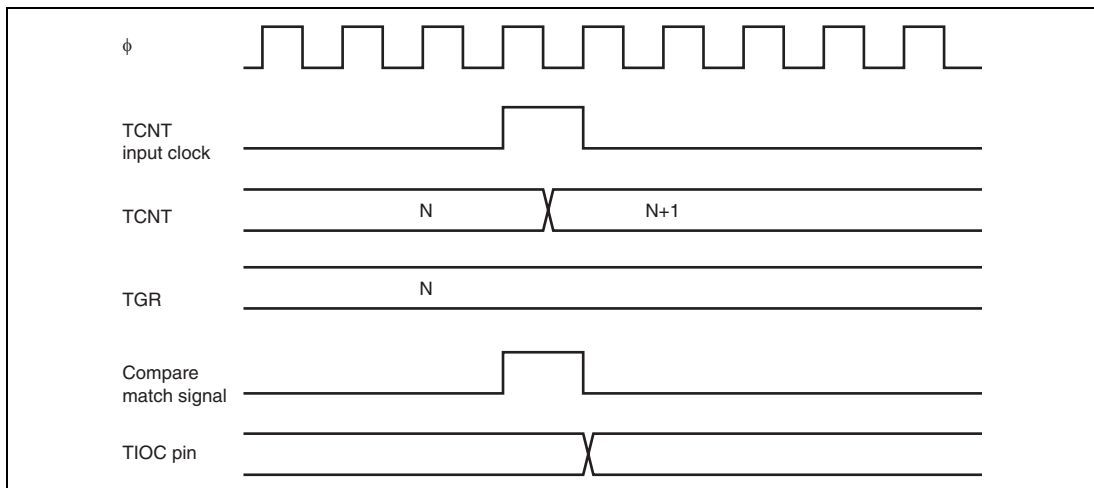 ϕ
TCNT
input clock
TCNT
N
N+1
TGR
N
Compare
match signal
TIOC pin